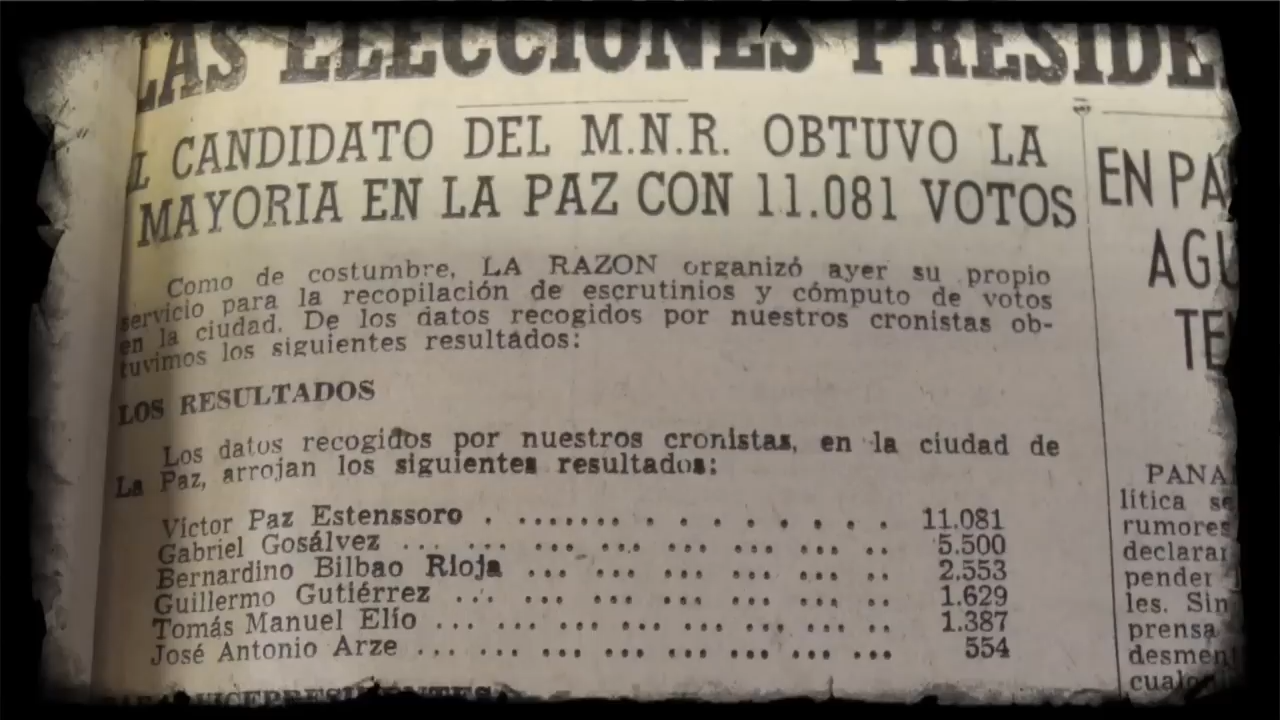 LAS ELECCIONES PRESIDE
L CANDIDATO DEL M.N.R. OBTUVO LA
MAYORIA EN LA PAZ CON 11.081 VOTOS
Como de costumbre, LA RAZON organizó ayer su propio
servicio para la recopilación de escrutinios y cómputo de votos
en la ciudad. De los datos recogidos por nuestros cronistas ob-
tuvimos los siguientes resultados:
LOS RESULTADOS
Los datos recogidos por nuestros cronistas, en la ciudad de
La Paz, arrojan los siguientes resultados:
Víctor Paz Estenssoro . ....... . . . . . . . . 11.081
Gabriel Gosálvez ... ... ... ... ... ... .. 5.500
Bernardino Bilbao Rioja ... ... ... ... ... .. 2.553
Guillermo Gutiérrez ... ... ... ... ... ... .. 1.629
Tomás Manuel Elío ... ... ... ... ... ... .. 1.387
José Antonio Arze ... ... ... ... ... ... ... 554
VICEPRESIDENTES
EN PA
AGU
TE
PANA
lítica se
rumores
declarar
pender
les. Sin
prensa
desmen
cualq